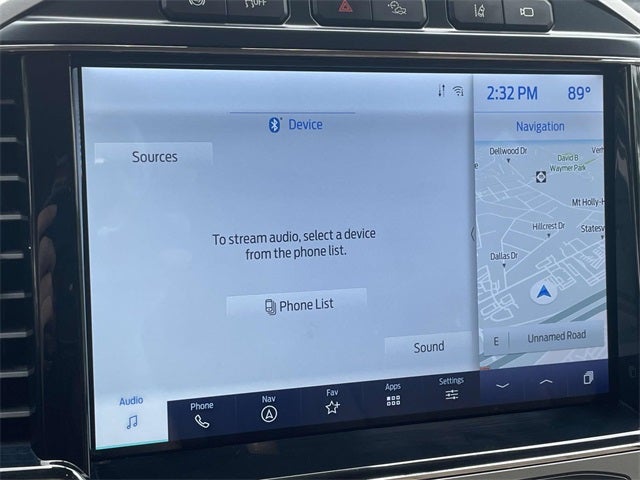 OFF
2:32 PM 89°
Device
Navigation
Sources
Dellwood Dr
Verh
David B
Waymer Park
Mt Holly-H
Hillcrest Dr
Statesv
To stream audio, select a device
from the phone list.
Dallas Dr
Phone List
E Unnamed Road
Sound
Audio
Phone
Nav
Fav
Apps
Settings